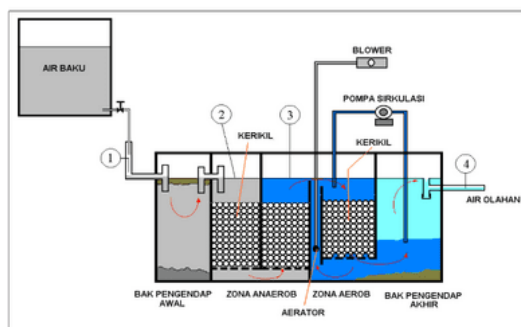 AIR BAKU
BLOWER
POMPA SIRKULASI
1
2
KERIKIL
3
KERIKIL
4
AIR OLAHAN
BAK PENGENDAP
AWAL
ZONA ANAEROB
ZONA AEROB
AERATOR
BAK PENGENDAP
AKHIR